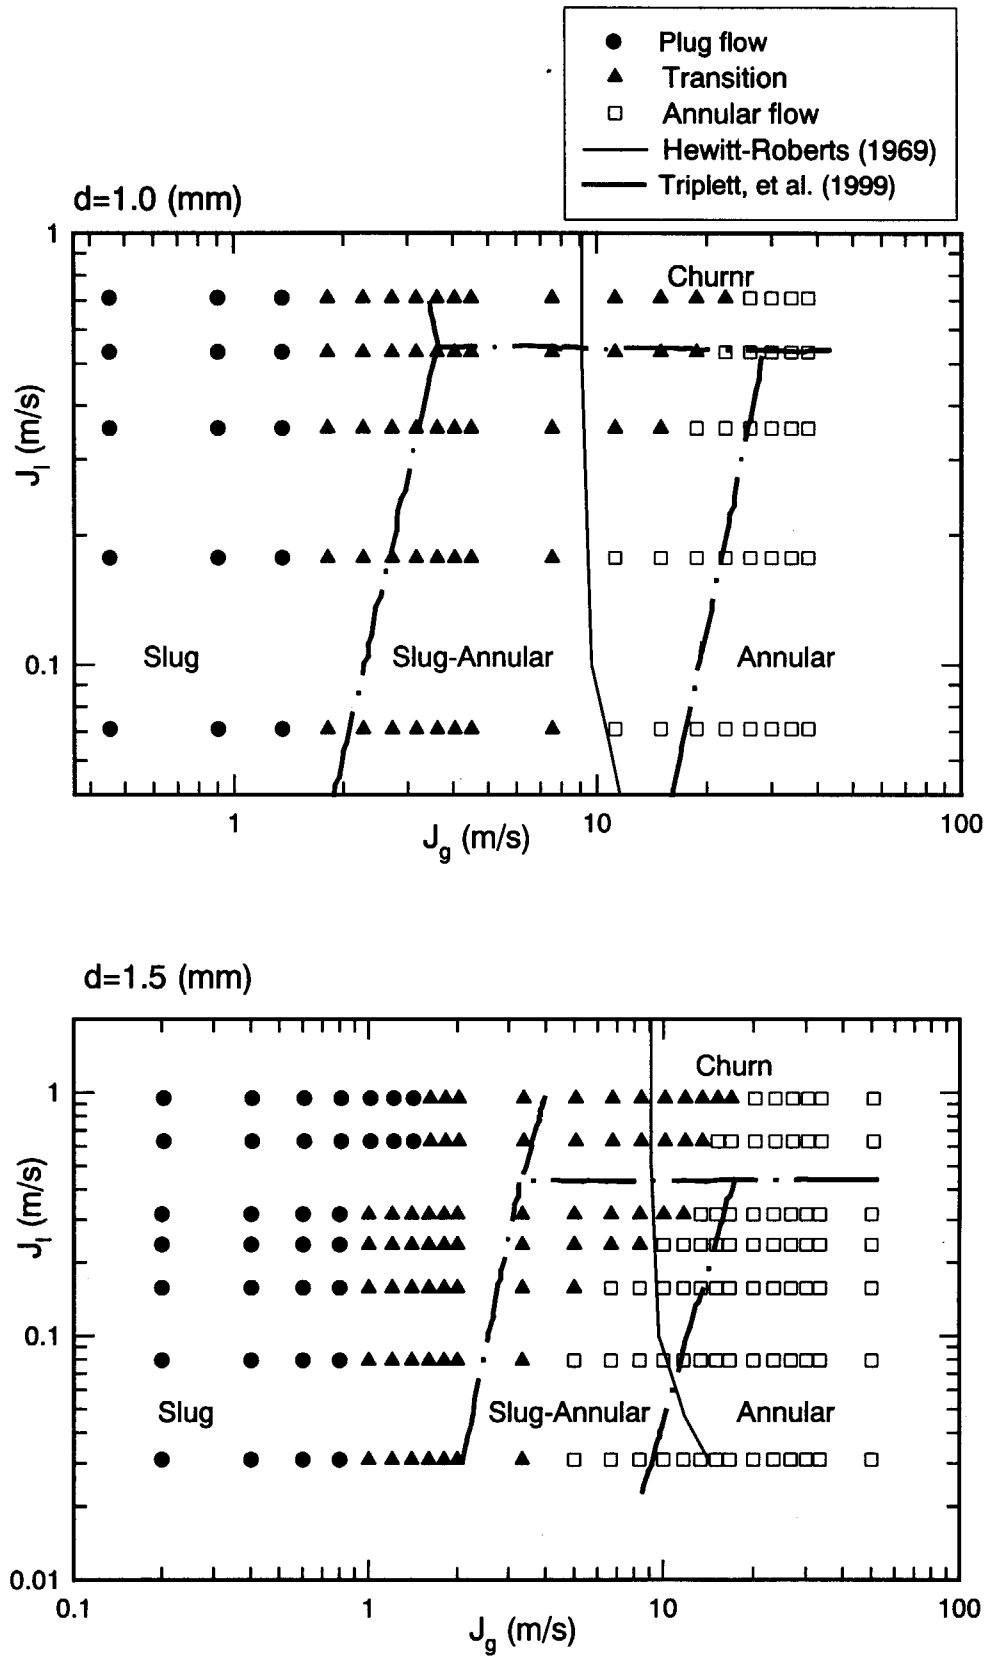 Plug flow
Transition
Annular flow
Hewitt-Roberts (1969)
Triplett, et al. (1999)
d=1.0 (mm)
1
Churnr
J_l (m/s)
Slug Slug-Annular Annular
0.1
1 10 100
J_g (m/s)
d=1.5 (mm)
Churn
1
J_l (m/s)
0.1
Slug Slug-Annular Annular
0.01
0.1 1 10 100
J_g (m/s)